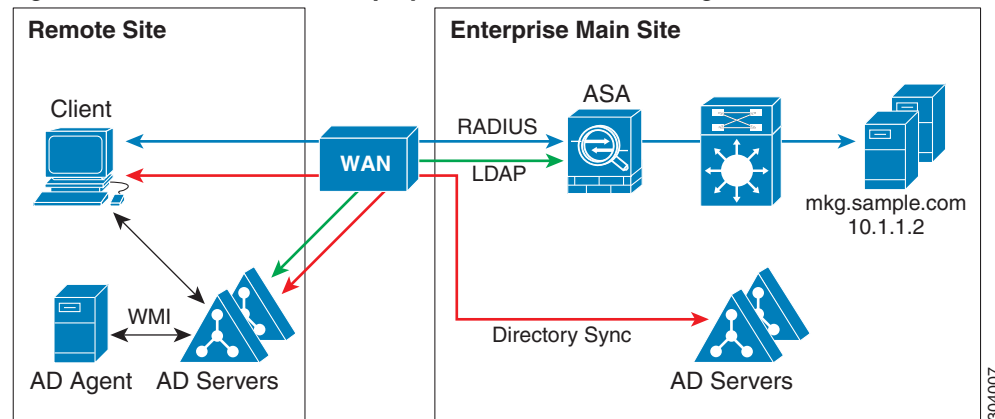 Remote Site
Enterprise Main Site
Client
ASA
RADIUS
WAN
LDAP
mkg.sample.com
10.1.1.2
WMI
Directory Sync
AD Agent
AD Servers
AD Servers
304007